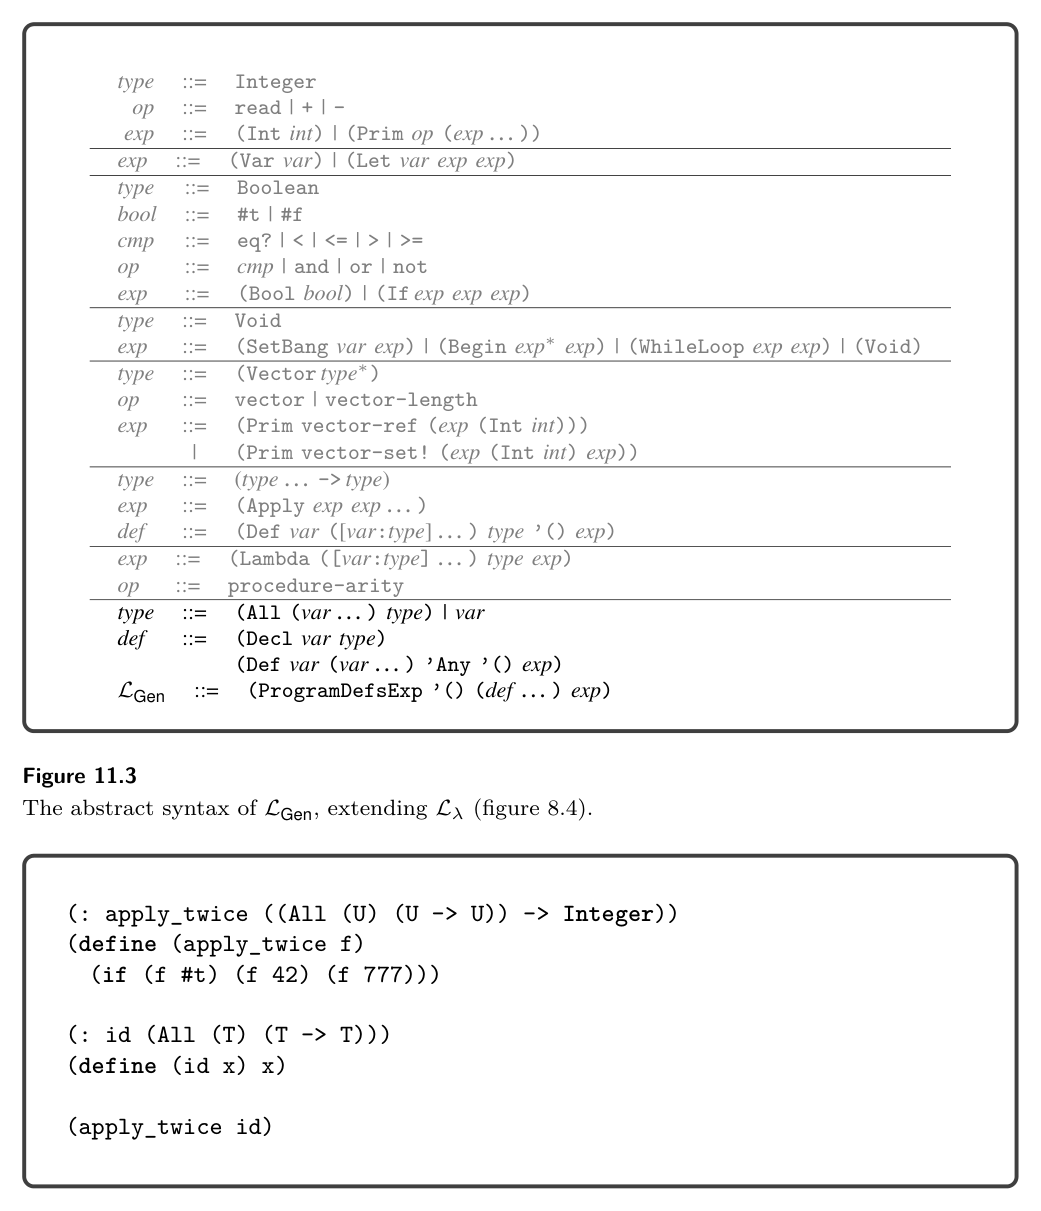 type ::= Integer
op ::= read | + | -
exp ::= (Int int) | (Prim op (exp ... ))
exp ::= (Var var) | (Let var exp exp)
type ::= Boolean
bool ::= #t | #f
cmp ::= eq? | < | <= | > | >=
op ::= cmp | and | or | not
exp ::= (Bool bool) | (If exp exp exp)
type ::= Void
exp ::= (SetBang var exp) | (Begin exp* exp) | (WhileLoop exp exp) | (Void)
type ::= (Vector type*)
op ::= vector | vector-length
exp ::= (Prim vector-ref (exp (Int int)))
| (Prim vector-set! (exp (Int int) exp))
type ::= (type ... -> type)
exp ::= (Apply exp exp ... )
def ::= (Def var ([var:type] ... ) type '() exp)
exp ::= (Lambda ([var:type] ... ) type exp)
op ::= procedure-arity
type ::= (All (var ... ) type) | var
def ::= (Decl var type)
(Def var (var ... ) 'Any '() exp)
ℒGen ::= (ProgramDefsExp '() (def ... ) exp)
Figure 11.3
The abstract syntax of ℒGen, extending ℒλ (figure 8.4).
(: apply_twice ((All (U) (U -> U)) -> Integer))
(define (apply_twice f)
(if (f #t) (f 42) (f 777)))
(: id (All (T) (T -> T)))
(define (id x) x)
(apply_twice id)